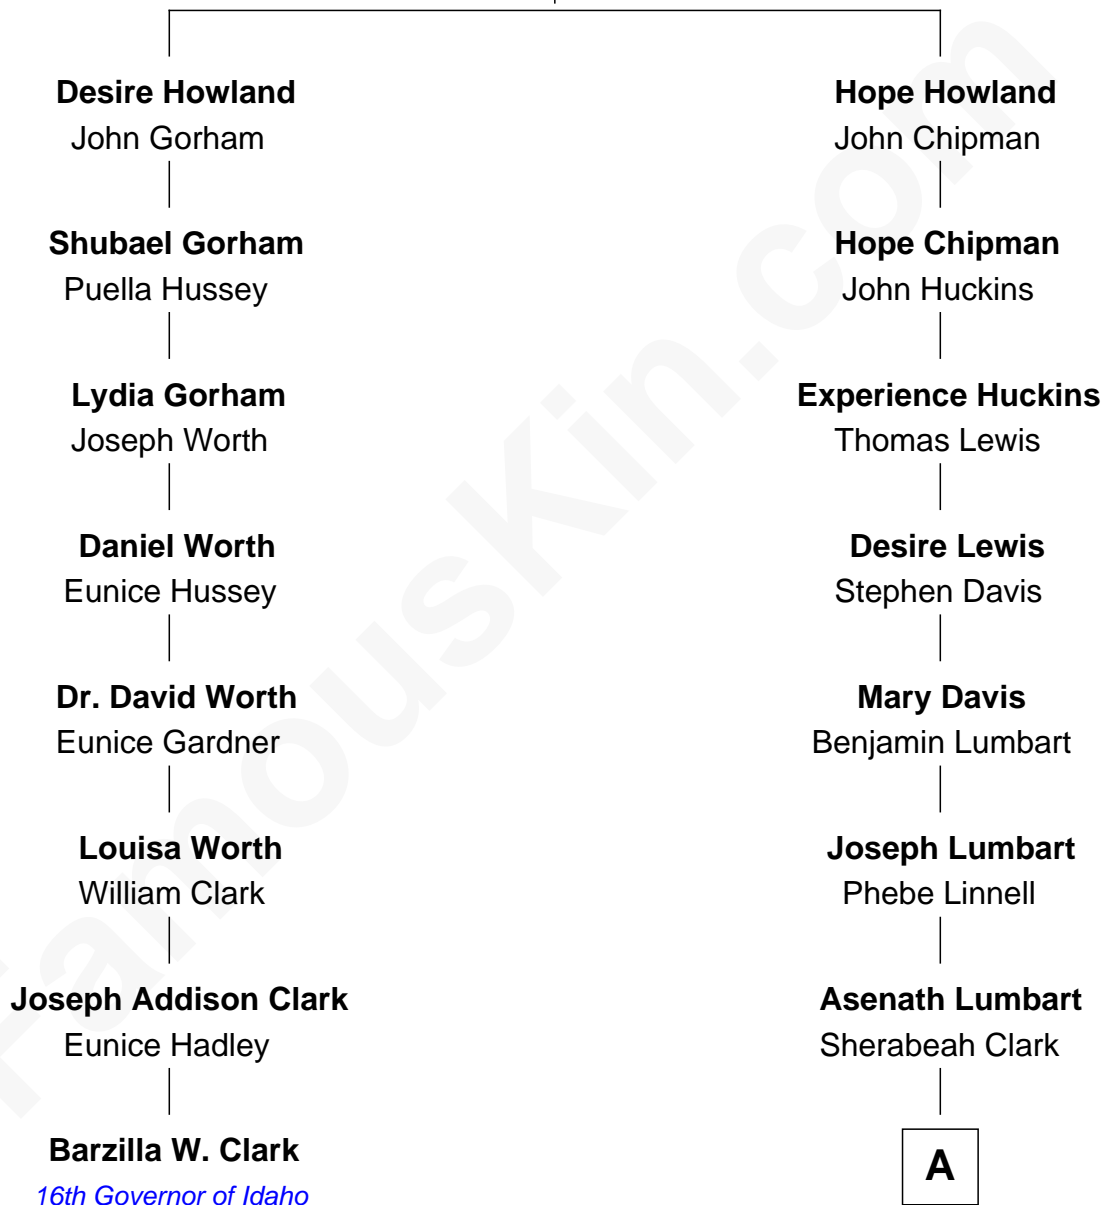 Desire Howland
John Gorham
Shubael Gorham
Puella Hussey
Lydia Gorham
Joseph Worth
Daniel Worth
Eunice Hussey
Dr. David Worth
Eunice Gardner
Louisa Worth
William Clark
Joseph Addison Clark
Eunice Hadley
Barzilla W. Clark
16th Governor of Idaho
Hope Howland
John Chipman
Hope Chipman
John Huckins
Experience Huckins
Thomas Lewis
Desire Lewis
Stephen Davis
Mary Davis
Benjamin Lumbart
Joseph Lumbart
Phebe Linnell
Asenath Lumbart
Sherabeah Clark
A
FamousKin.com